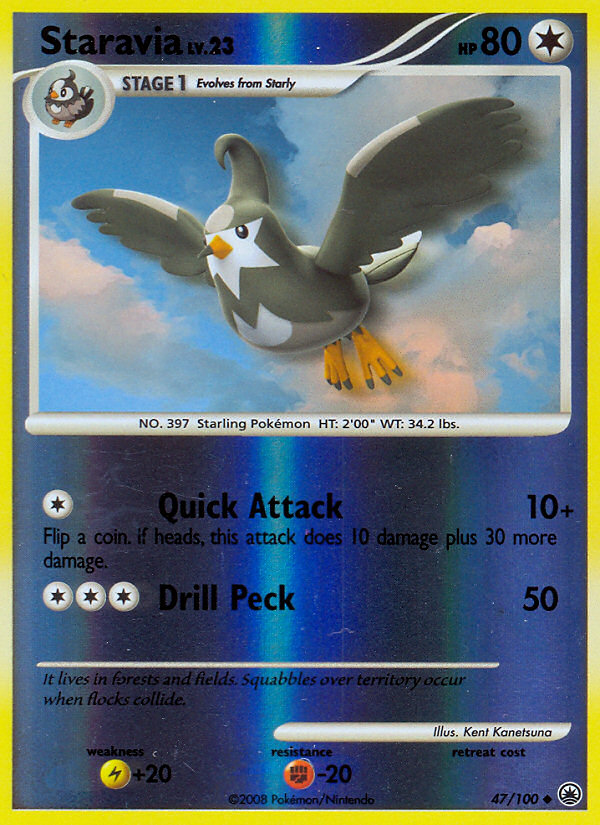 Staravia LV.23 HP 80
STAGE 1 Evolves from Starly
NO. 397 Starling Pokémon HT: 2'00" WT: 34.2 lbs.
Quick Attack 10+
Flip a coin. if heads, this attack does 10 damage plus 30 more
damage.
Drill Peck 50
It lives in forests and fields. Squabbles over territory occur
when flocks collide.
Illus. Kent Kanetsuna
weakness resistance retreat cost
+20 -20
©2008 Pokémon/Nintendo 47/100